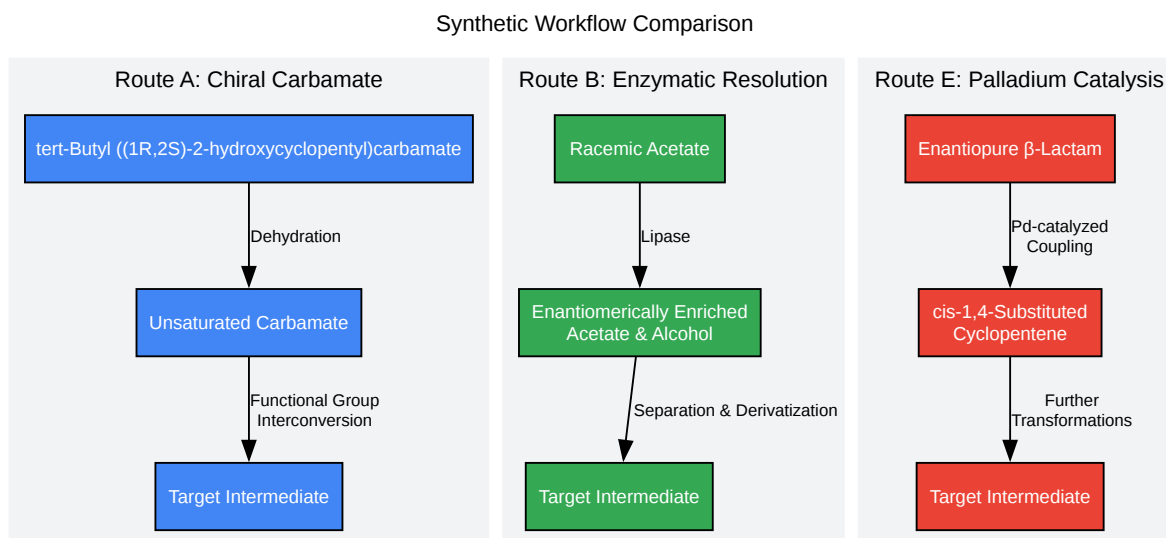 Synthetic Workflow Comparison
Route A: Chiral Carbamate
tert-Butyl ((1R,2S)-2-hydroxycyclopentyl)carbamate
Dehydration
Unsaturated Carbamate
Functional Group
Interconversion
Target Intermediate
Route B: Enzymatic Resolution
Racemic Acetate
Lipase
Enantiomerically Enriched
Acetate & Alcohol
Separation & Derivatization
Target Intermediate
Route E: Palladium Catalysis
Enantiopure β-Lactam
Pd-catalyzed
Coupling
cis-1,4-Substituted
Cyclopentene
Further
Transformations
Target Intermediate